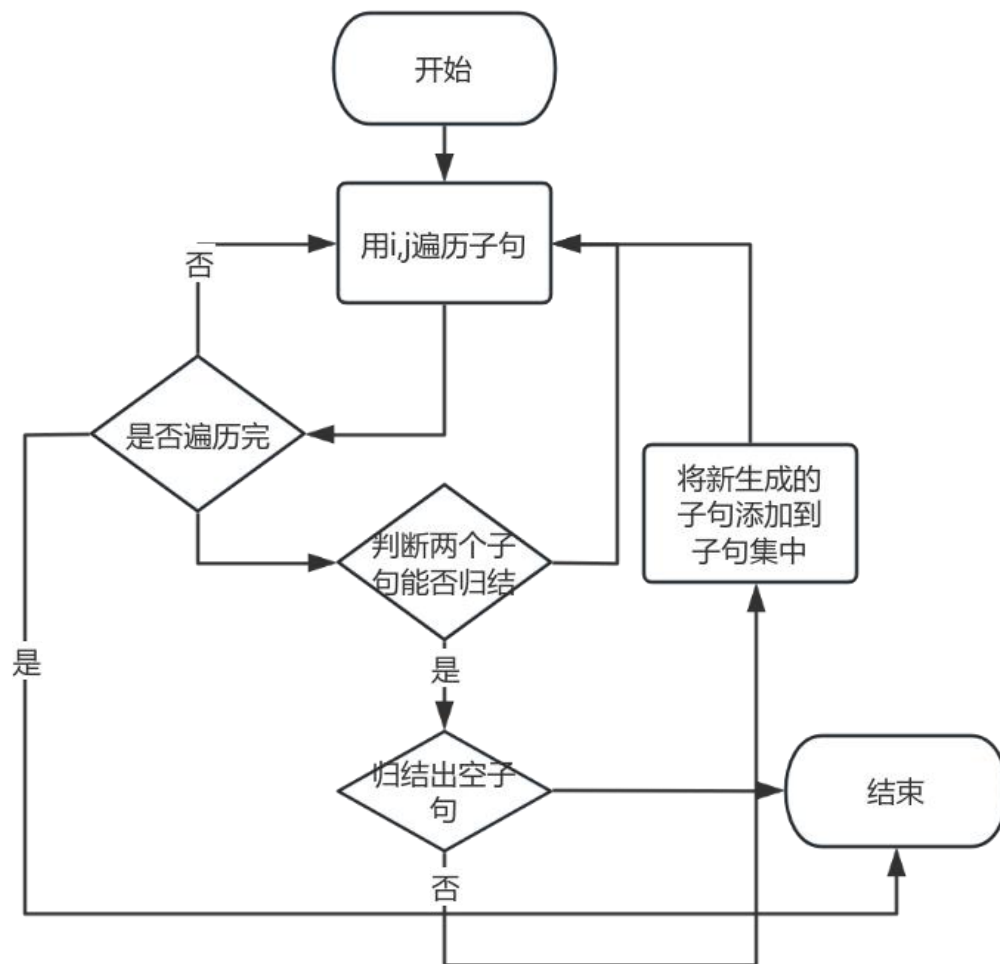 开始
用i,j遍历子句
否
是否遍历完
将新生成的
子句添加到
子句集中
判断两个子
句能否归结
是
是
归结出空子
句
结束
否